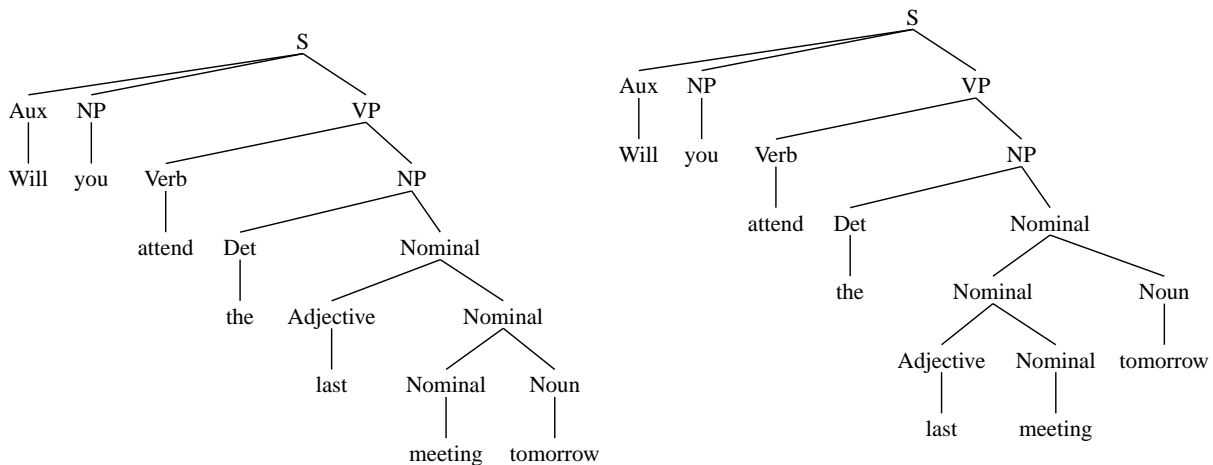 S
Aux NP VP
Will you Verb NP
attend Det Nominal
the Adjective Nominal
last Nominal Noun
meeting tomorrow
S
Aux NP VP
Will you Verb NP
attend Det Nominal
the Nominal Noun
Adjective Nominal tomorrow
last meeting